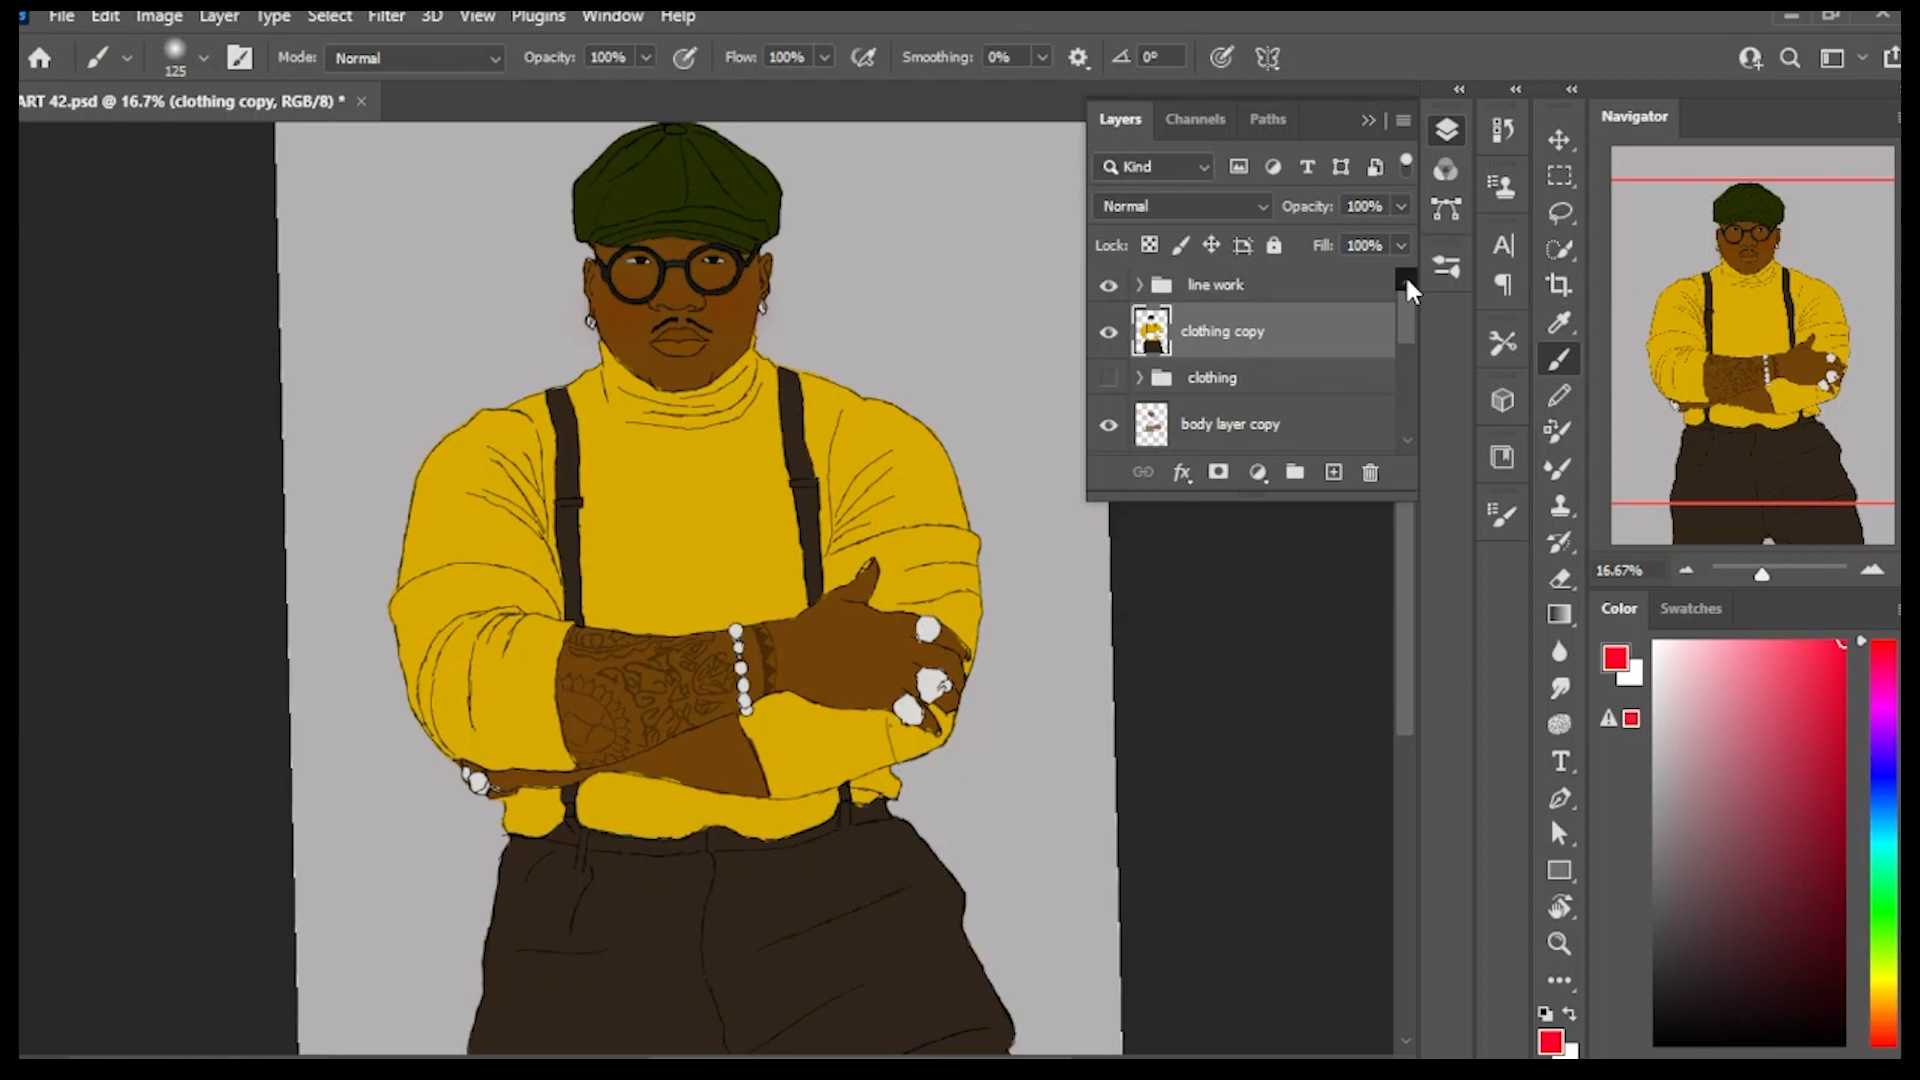 File Edit Image Layer Type Select Filter 3D View Plugins Window Help
125 Mode: Normal Opacity: 100% Flow: 100% Smoothing: 0% 0°
ART 42.psd @ 16.7% (clothing copy, RGB/8) * ×
Layers Channels Paths
Navigator
Kind
Normal Opacity: 100%
Lock: Fill: 100%
line work
clothing copy
clothing
body layer copy
fx
16.67%
Color Swatches